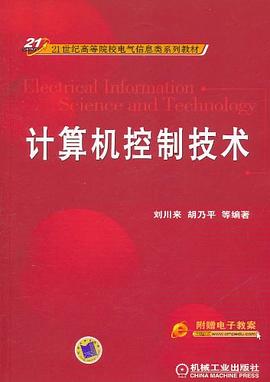 21
21世纪高等院校电气信息类系列教材
Electrical Information
Science and Technology
计算机控制技术
刘川来 胡乃平 等编著
附赠电子教案
机械工业出版社
CHINA MACHINE PRESS